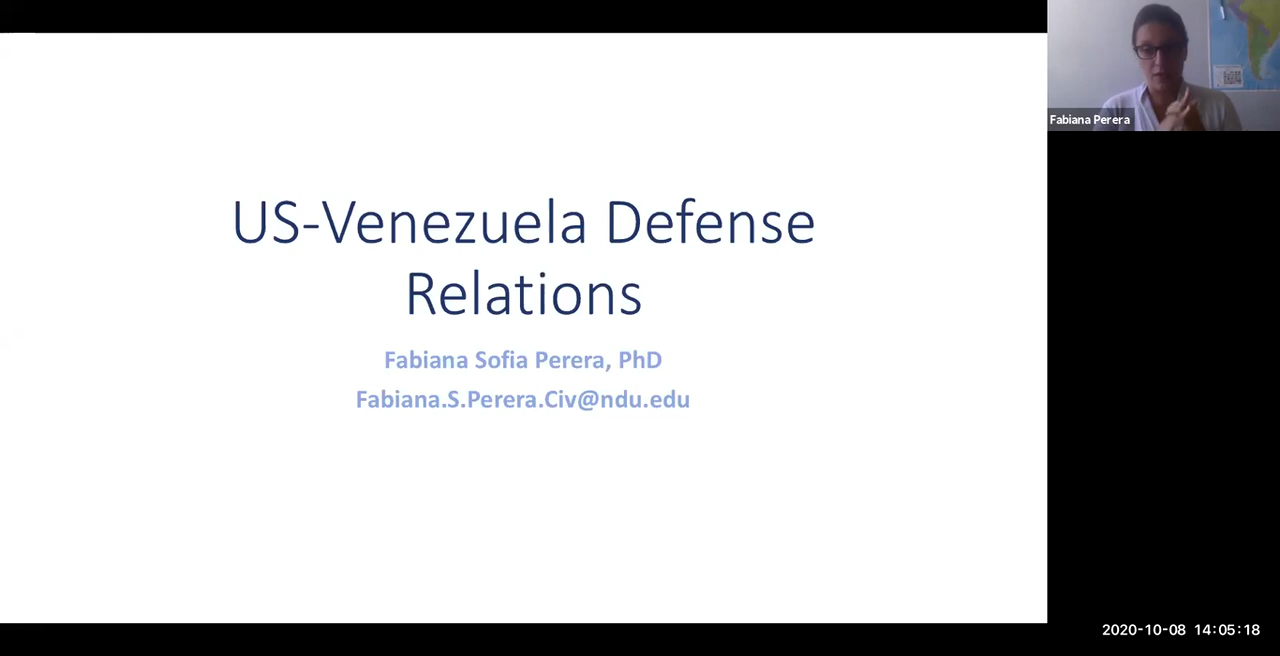 US-Venezuela Defense
Relations
Fabiana Sofia Perera, PhD
Fabiana.S.Perera.Civ@ndu.edu
Fabiana Perera
2020-10-08 14:05:18